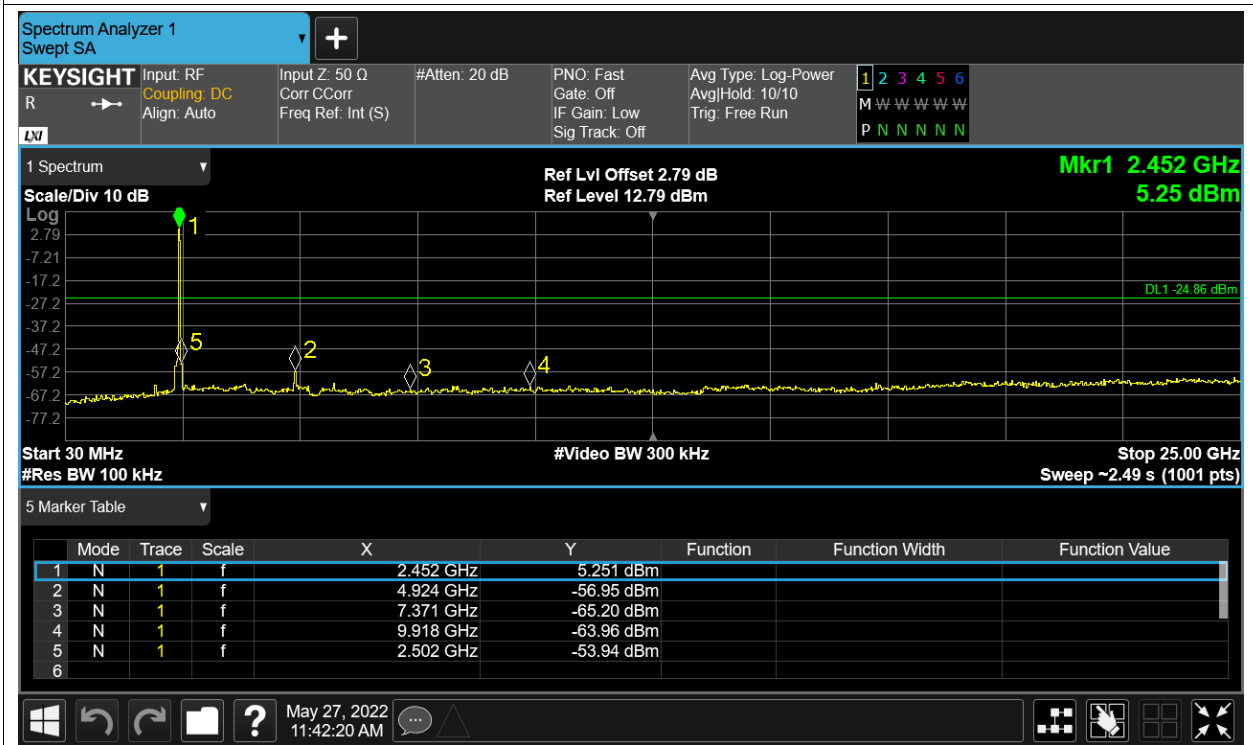 Spectrum Analyzer 1
Swept SA
KEYSIGHT
R
LXI
Input: RF
Coupling: DC
Align: Auto
Input Z: 50 Ω
Corr CCorr
Freq Ref: Int (S)
#Atten: 20 dB
PNO: Fast
Gate: Off
IF Gain: Low
Sig Track: Off
Avg Type: Log-Power
Avg|Hold: 10/10
Trig: Free Run
1 2 3 4 5 6
M W W W W W
P N N N N N
1 Spectrum
Scale/Div 10 dB
Ref Lvl Offset 2.79 dB
Ref Level 12.79 dBm
Mkr1 2.452 GHz
5.25 dBm
Log
2.79
-7.21
-17.2
-27.2
-37.2
-47.2
-57.2
-67.2
-77.2
1
5
2
3
4
DL1 -24.86 dBm
Start 30 MHz
#Video BW 300 kHz
Stop 25.00 GHz
#Res BW 100 kHz
Sweep ~2.49 s (1001 pts)
5 Marker Table
Mode Trace Scale X Y Function Function Width Function Value
1 N 1 f 2.452 GHz 5.251 dBm
2 N 1 f 4.924 GHz -56.95 dBm
3 N 1 f 7.371 GHz -65.20 dBm
4 N 1 f 9.918 GHz -63.96 dBm
5 N 1 f 2.502 GHz -53.94 dBm
6
?
May 27, 2022
11:42:20 AM